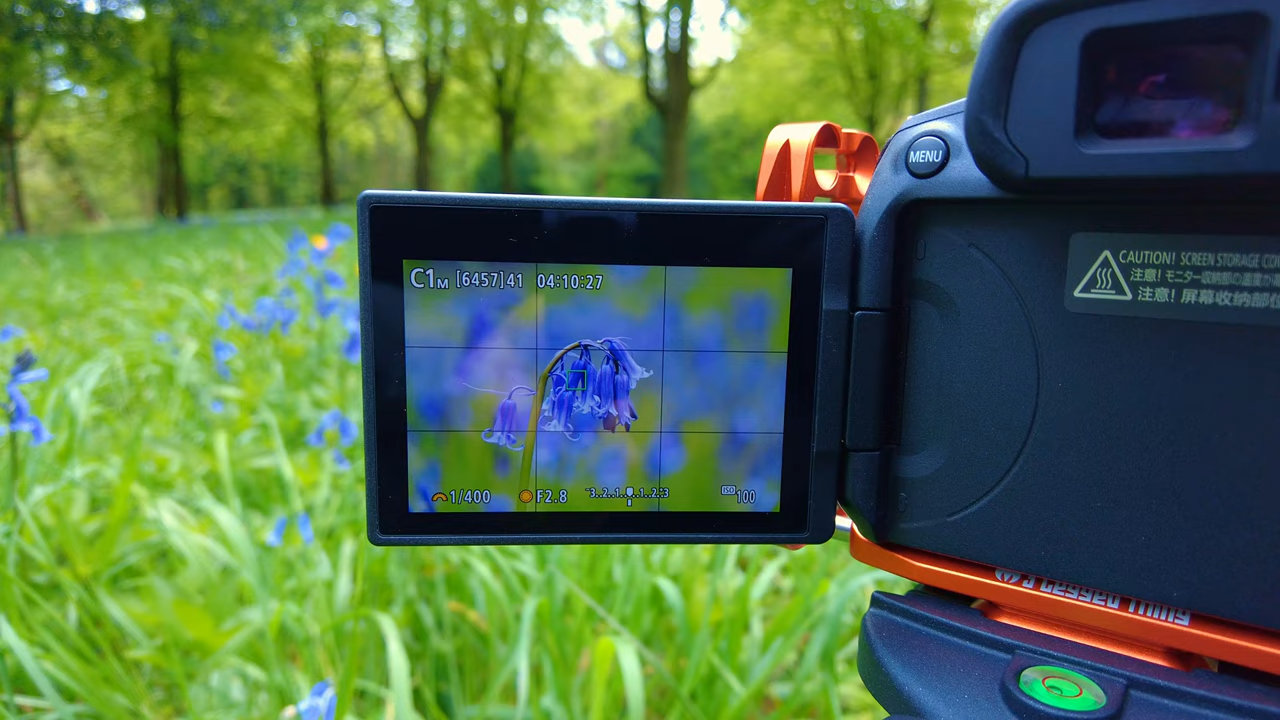 C1M [6457]41 04:10:27
1/400 F2.8 -3..2..1..0..1..2.:3 ISO 100
MENU
CAUTION! SCREEN STORAGE CO
注意! モニター収納部の温度が
注意! 屏幕收纳部位
3 Legged Thing